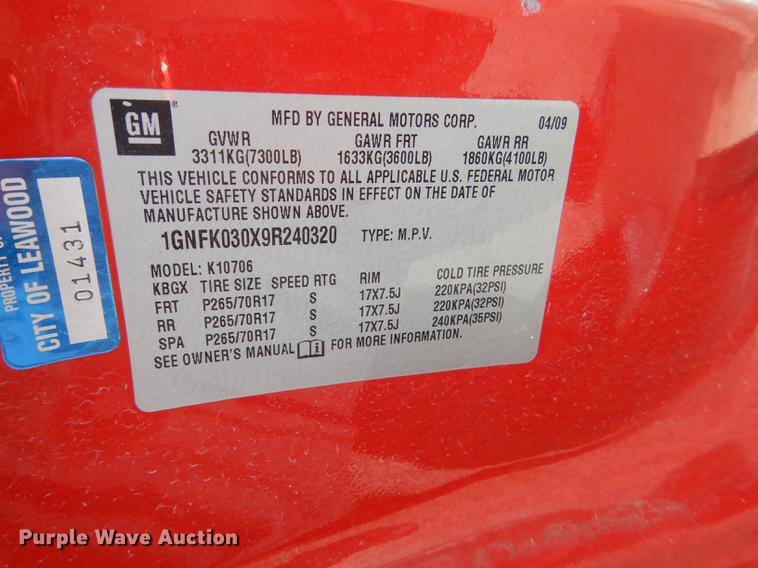 GM
MFD BY GENERAL MOTORS CORP. 04/09
GVWR GAWR FRT GAWR RR
3311KG(7300LB) 1633KG(3600LB) 1860KG(4100LB)
THIS VEHICLE CONFORMS TO ALL APPLICABLE U.S. FEDERAL MOTOR
VEHICLE SAFETY STANDARDS IN EFFECT ON THE DATE OF
MANUFACTURE SHOWN ABOVE.
1GNFK030X9R240320 TYPE: M.P.V.
MODEL: K10706
KBGX TIRE SIZE SPEED RTG RIM COLD TIRE PRESSURE
FRT P265/70R17 S 17X7.5J 220KPA(32PSI)
RR P265/70R17 S 17X7.5J 220KPA(32PSI)
SPA P265/70R17 S 17X7.5J 240KPA(35PSI)
SEE OWNER'S MANUAL FOR MORE INFORMATION.
PROPERTY OF
CITY OF LEAWOOD
01431
Purple Wave Auction